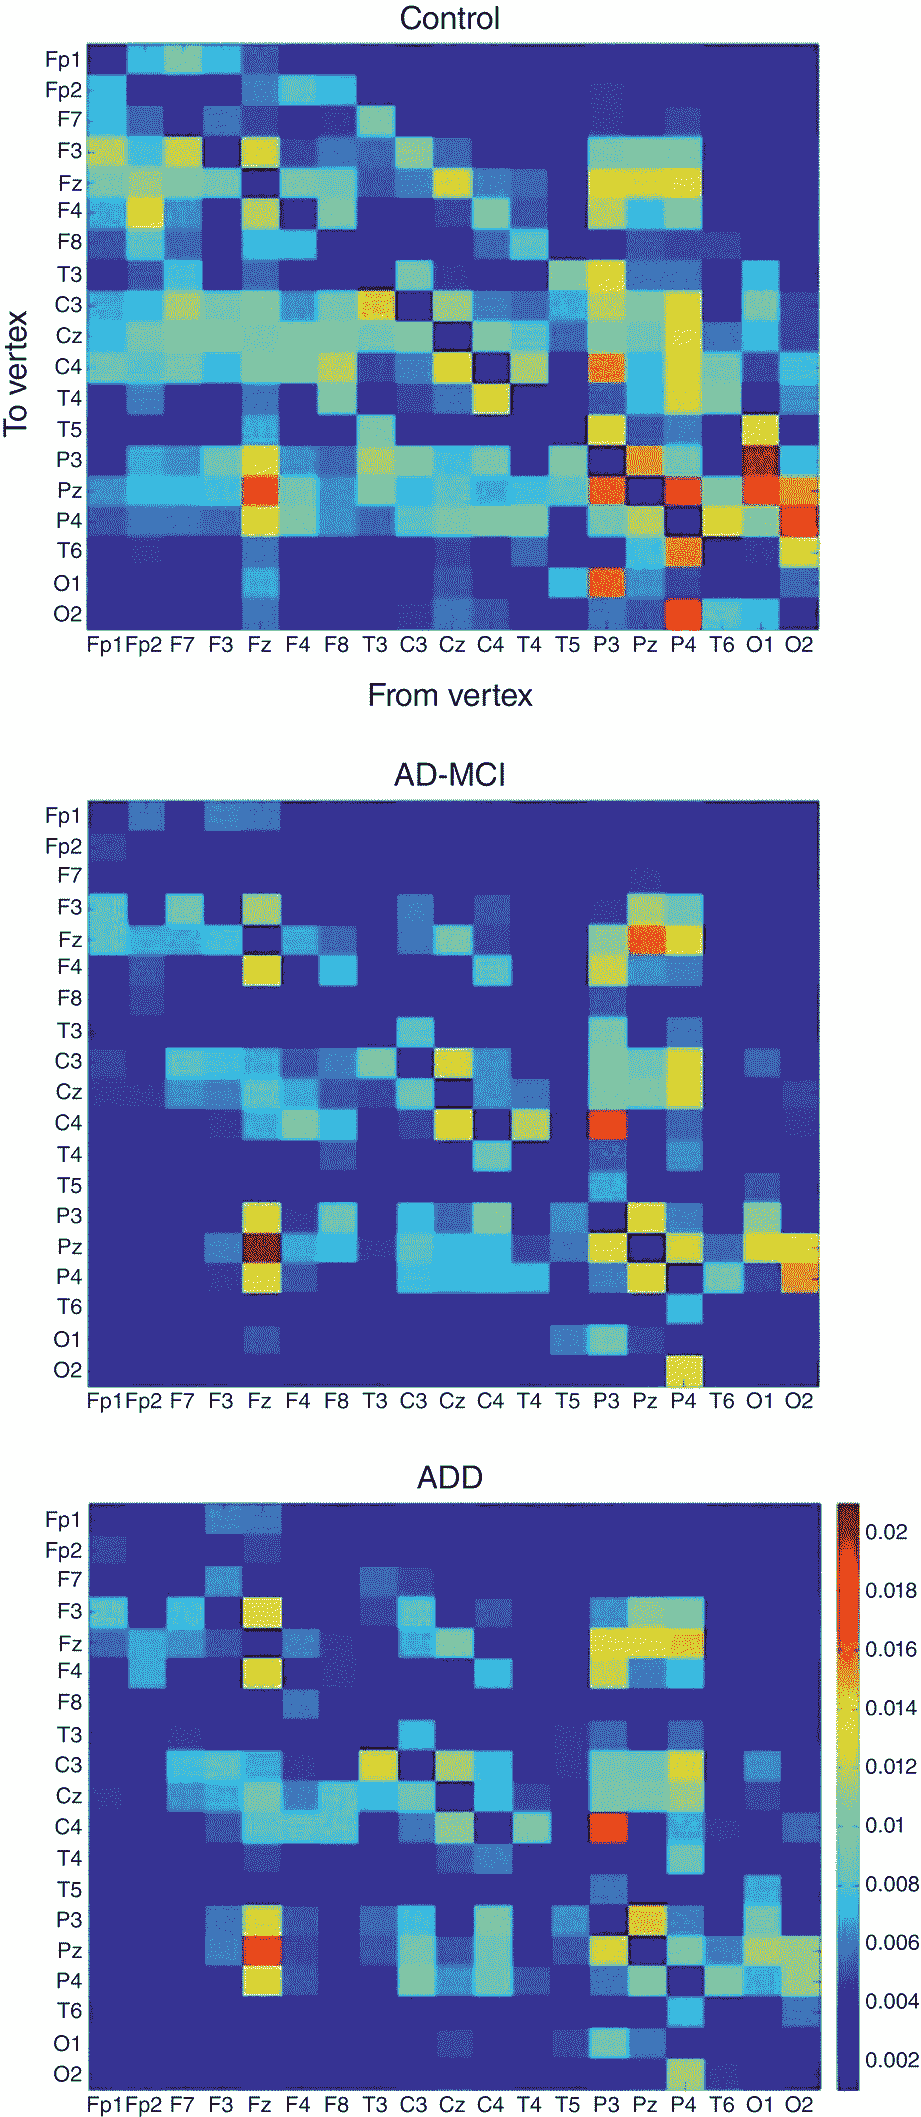 Control
Fp1
Fp2
F7
F3
Fz
F4
F8
T3
C3
Cz
C4
T4
T5
P3
Pz
P4
T6
O1
O2
To vertex
Fp1 Fp2 F7 F3 Fz F4 F8 T3 C3 Cz C4 T4 T5 P3 Pz P4 T6 O1 O2
From vertex
AD-MCI
Fp1
Fp2
F7
F3
Fz
F4
F8
T3
C3
Cz
C4
T4
T5
P3
Pz
P4
T6
O1
O2
Fp1 Fp2 F7 F3 Fz F4 F8 T3 C3 Cz C4 T4 T5 P3 Pz P4 T6 O1 O2
ADD
Fp1
Fp2
F7
F3
Fz
F4
F8
T3
C3
Cz
C4
T4
T5
P3
Pz
P4
T6
O1
O2
Fp1 Fp2 F7 F3 Fz F4 F8 T3 C3 Cz C4 T4 T5 P3 Pz P4 T6 O1 O2
0.02
0.018
0.016
0.014
0.012
0.01
0.008
0.006
0.004
0.002